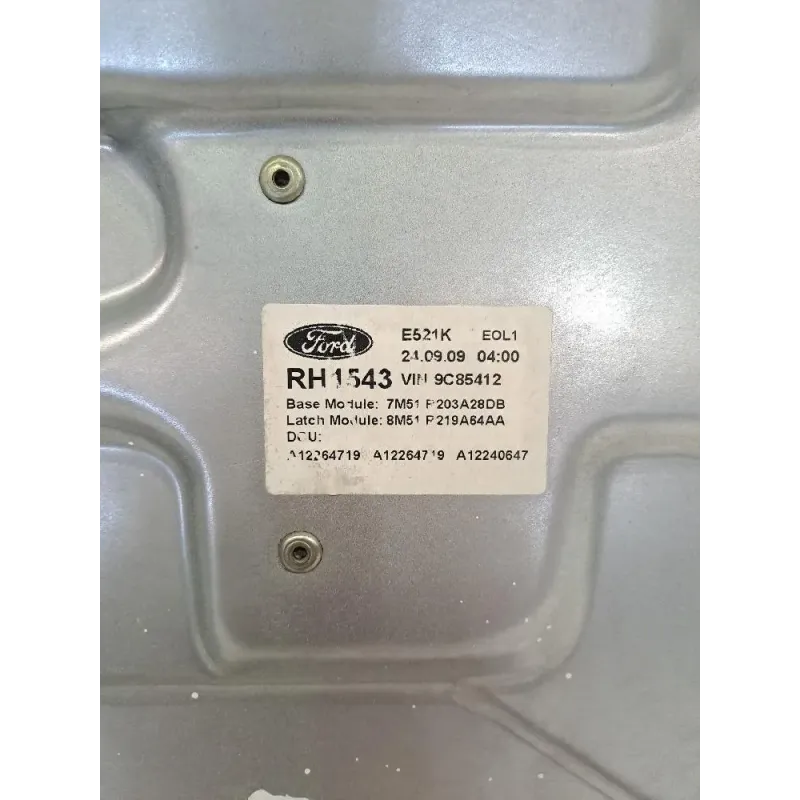 Ford E521K EOL1
24.09.09 04:00
RH1543 VIN 9C85412
Base Module: 7M51 R203A28DB
Latch Module: 8M51 R219A64AA
DCU:
A12264719 A12264719 A12240647